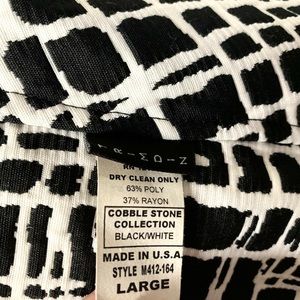 DRY CLEAN ONLY
63% POLY
37% RAYON
COBBLE STONE
COLLECTION
BLACK/WHITE
MADE IN U.S.A.
STYLE M412-164
LARGE